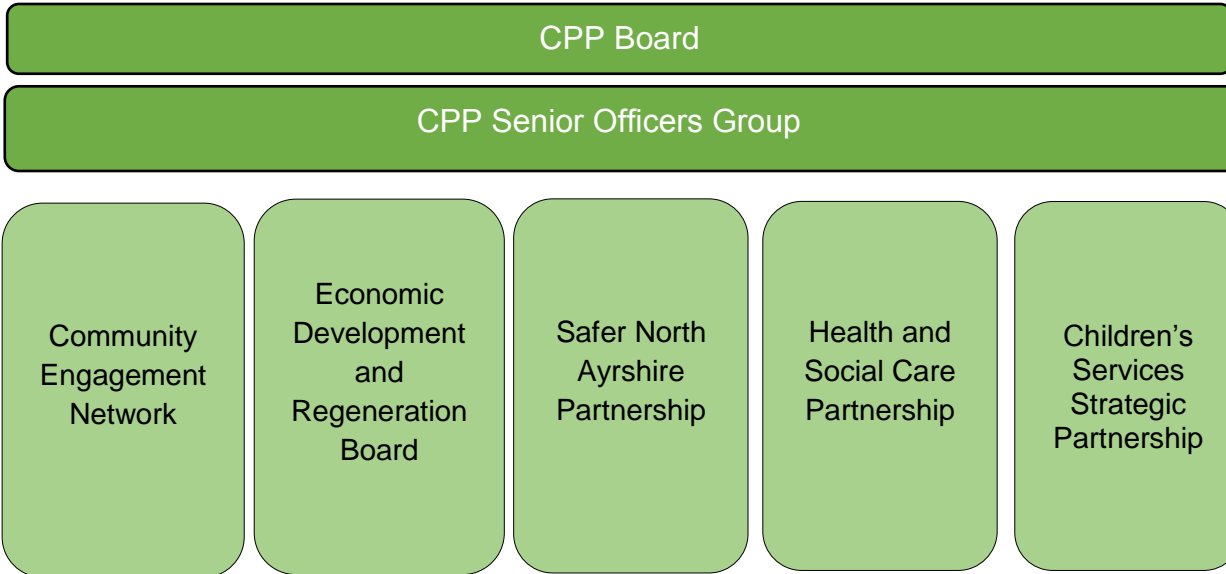 CPP Board
CPP Senior Officers Group
Community
Engagement
Network
Economic
Development
and
Regeneration
Board
Safer North
Ayrshire
Partnership
Health and
Social Care
Partnership
Children’s
Services
Strategic
Partnership